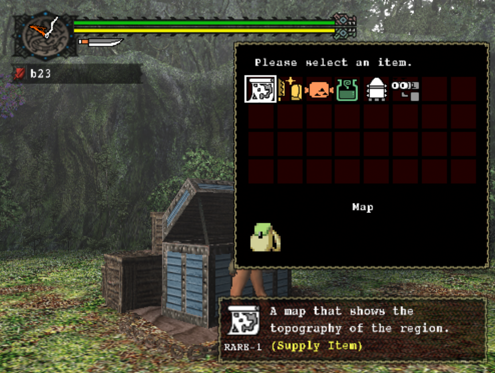 Please select an item.
b23
Map
A map that shows the
topography of the region.
RARE-1 (Supply Item)